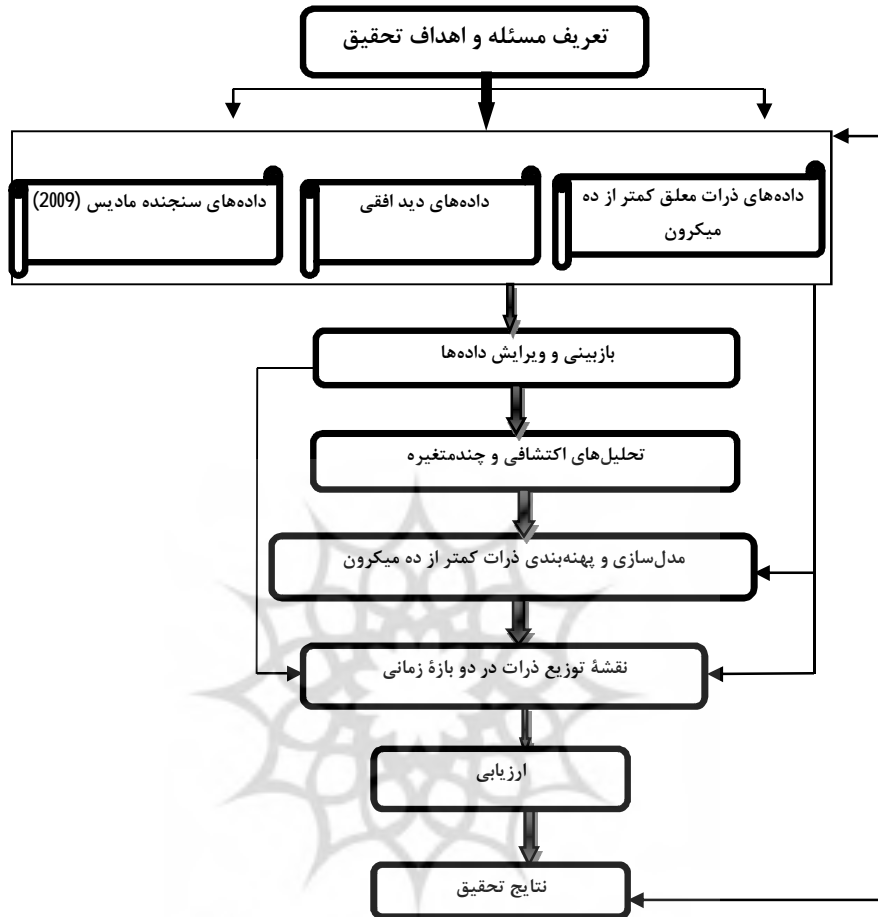 تعریف مسئله و اهداف تحقیق
داده‌های ذرات معلق کمتر از ده
میکرون
داده‌های دید افقی
داده‌های سنجنده مادیس (2009)
بازبینی و ویرایش داده‌ها
تحلیل‌های اکتشافی و چندمتغیره
مدل‌سازی و پهنه‌بندی ذرات کمتر از ده میکرون
نقشهٔ توزیع ذرات در دو بازهٔ زمانی
ارزیابی
نتایج تحقیق